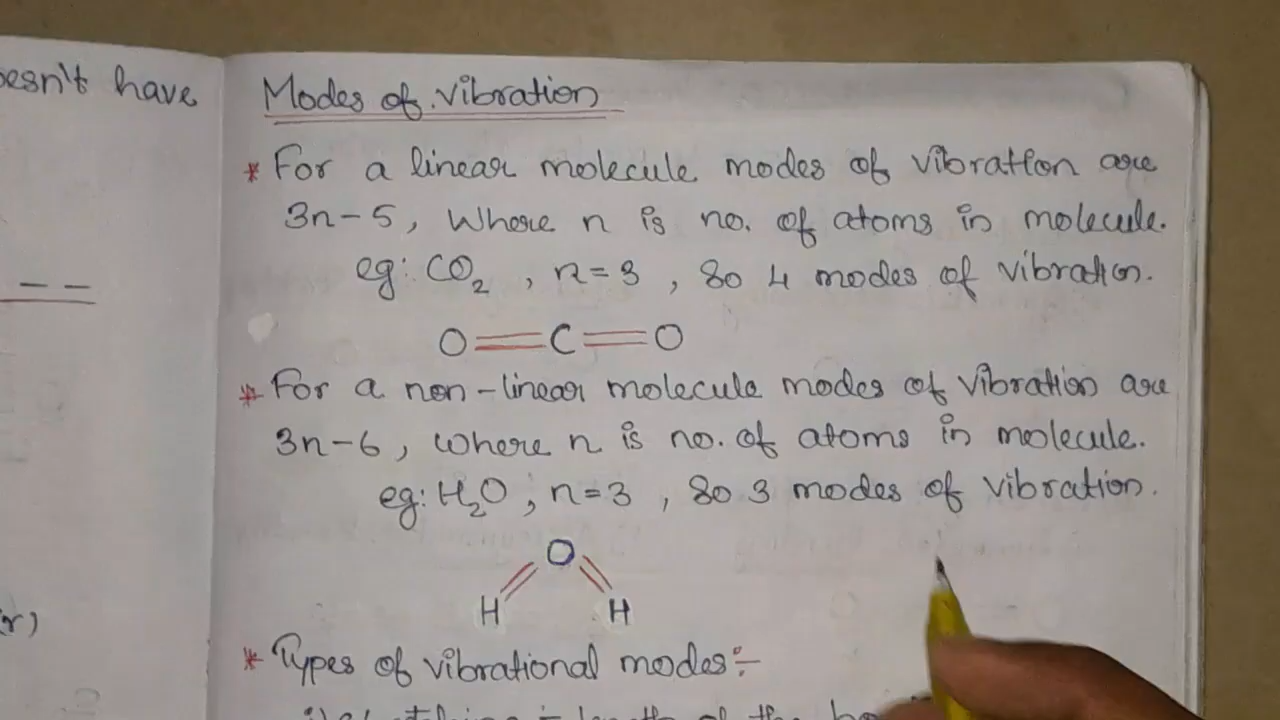 have
Modes of vibration
* For a linear molecule modes of vibration are
3n-5, Where n is no. of atoms in molecule.
eg: CO2, n=3, so 4 modes of vibration.
O=C=O
* For a non-linear molecule modes of vibration are
3n-6, where n is no. of atoms in molecule.
eg: H2O, n=3, so 3 modes of vibration.
O
H H
* Types of vibrational modes:-
length of the